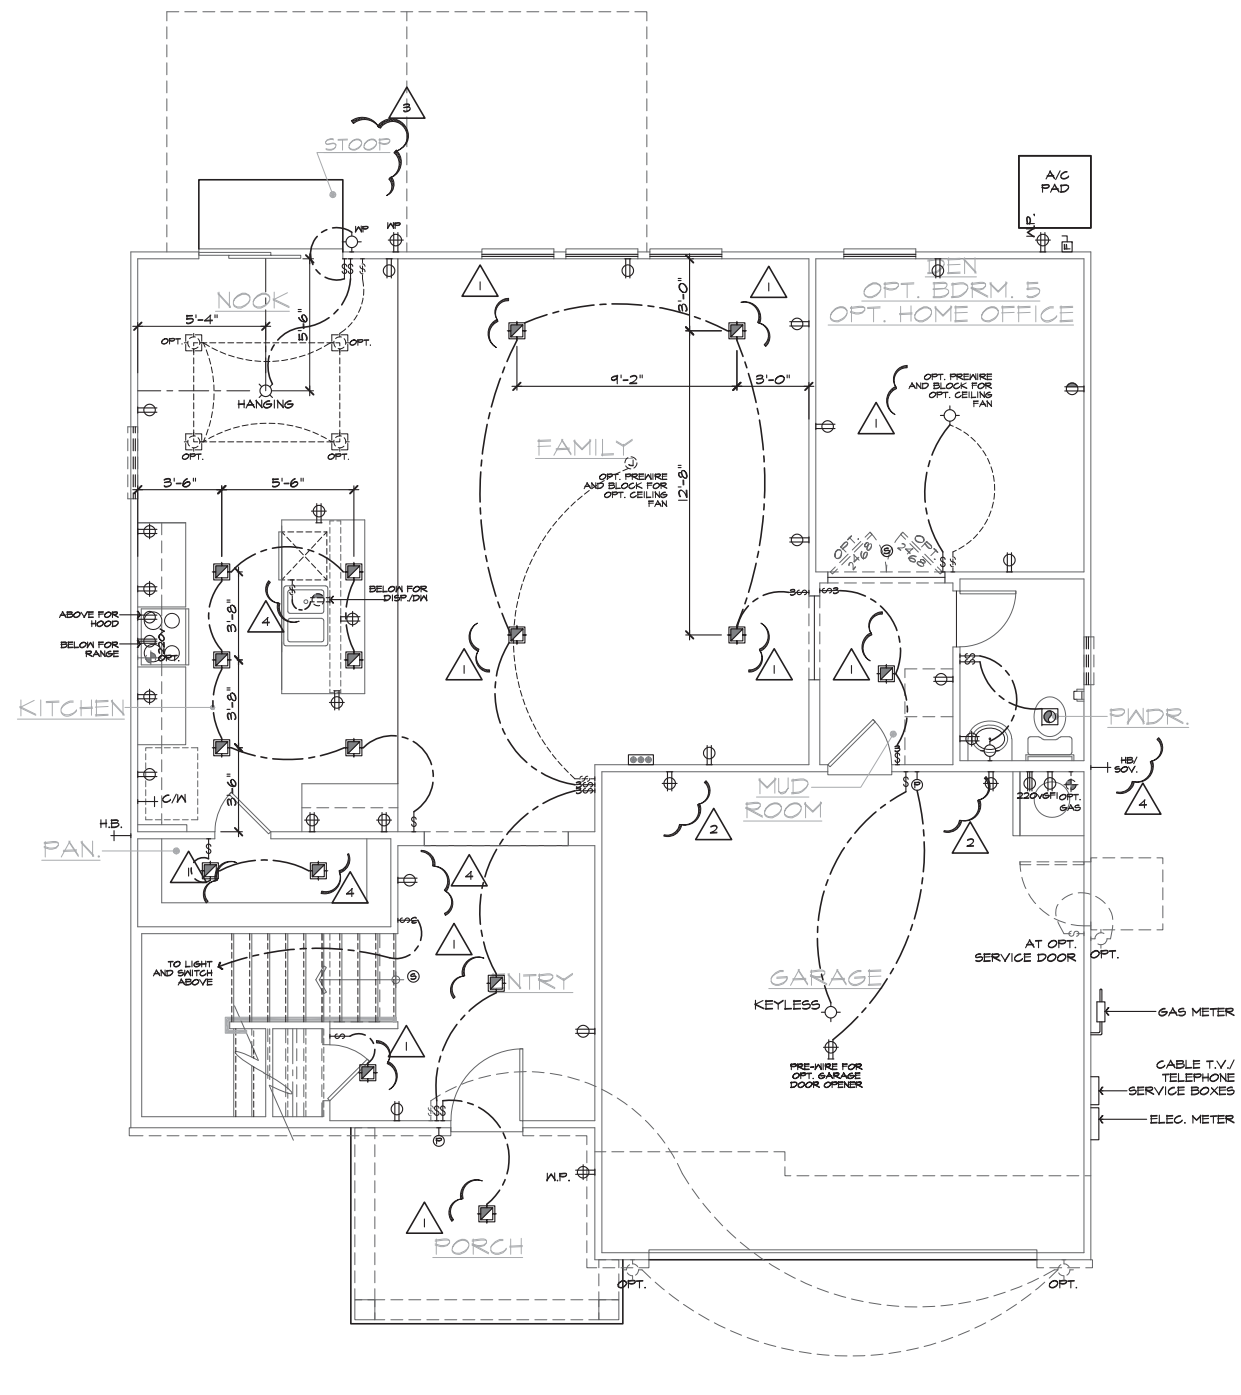 3
STOOP
A/C
PAD
W.P.
WP
WP
F
DEN
OPT. BDRM. 5
OPT. HOME OFFICE
NOOK
5'-4"
5'-6"
1
1
3'-0"
OPT.
OPT.
9'-2"
3'-0"
HANGING
OPT. PREWIRE
AND BLOCK FOR
OPT. CEILING
FAN
1
FAMILY
OPT.
OPT.
OPT. PREWIRE
AND BLOCK FOR
OPT. CEILING
FAN
12'-8"
3'-6"
5'-6"
OPT.
2468
OPT.
2468
S
BELOW FOR
DISP./DW
ABOVE FOR
HOOD
3'-8"
4
BELOW FOR
RANGE
220V
1
1
1
KITCHEN
3'-8"
PWDR.
MUD
ROOM
HB/
SOV.
C/W
3'-6"
P
220V
GFI
OPT.
GAS
4
H.B.
2
2
PAN.
1
4
4
1
TO LIGHT
AND SWITCH
ABOVE
S
ENTRY
AT OPT.
SERVICE DOOR
OPT.
GARAGE
KEYLESS
GAS METER
1
PRE-WIRE FOR
OPT. GARAGE
DOOR OPENER
CABLE T.V./
TELEPHONE
SERVICE BOXES
ELEC. METER
P
W.P.
1
PORCH
OPT.
OPT.